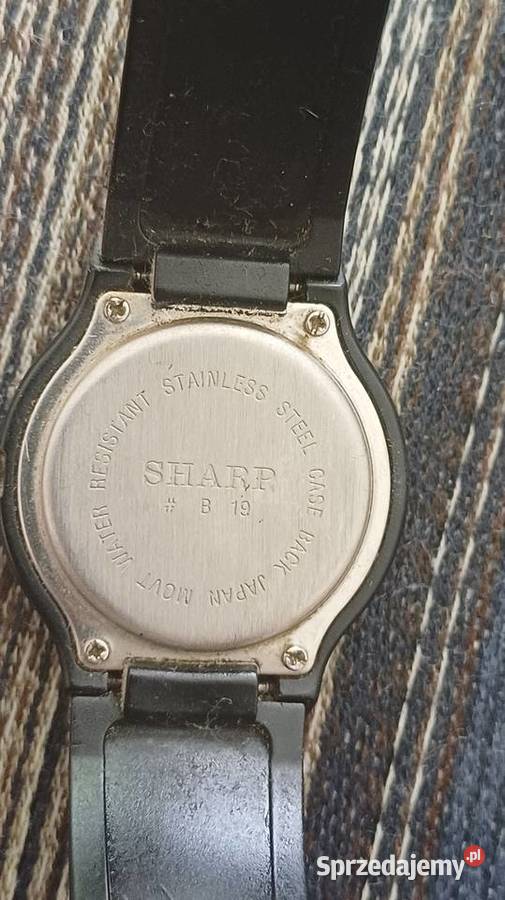 WATER RESISTANT STAINLESS STEEL CASE BACK JAPAN MOVT
SHARP
# B 19
Sprzedajemy.pl